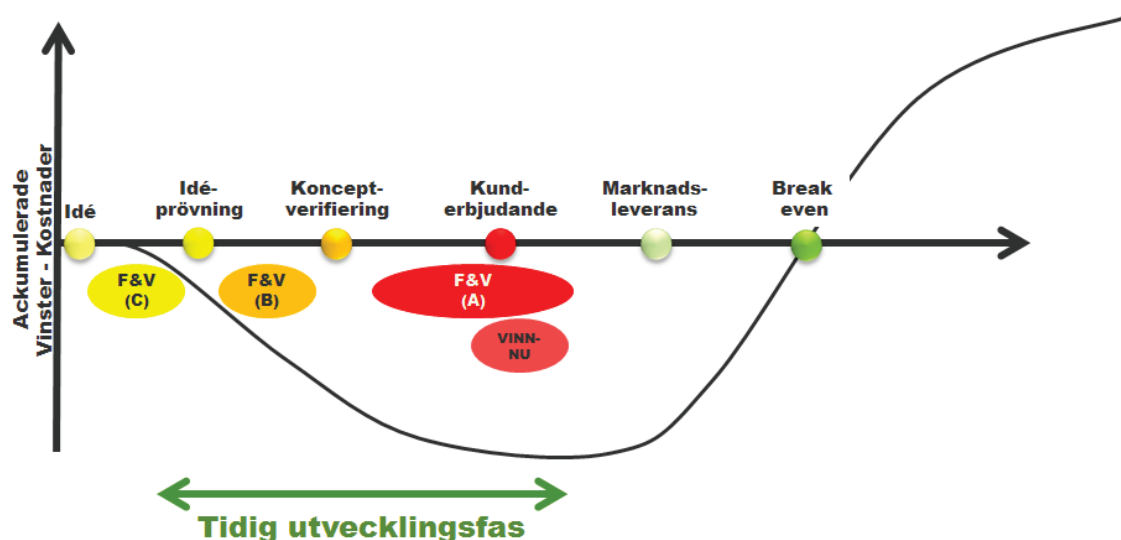 Ackumulerade
Vinster - Kostnader
Idé
Idé-
prövning
Koncept-
verifiering
Kund-
erbjudande
Marknads-
leverans
Break
even
F&V
(C)
F&V
(B)
F&V
(A)
VINN-
NU
Tidig utvecklingsfas